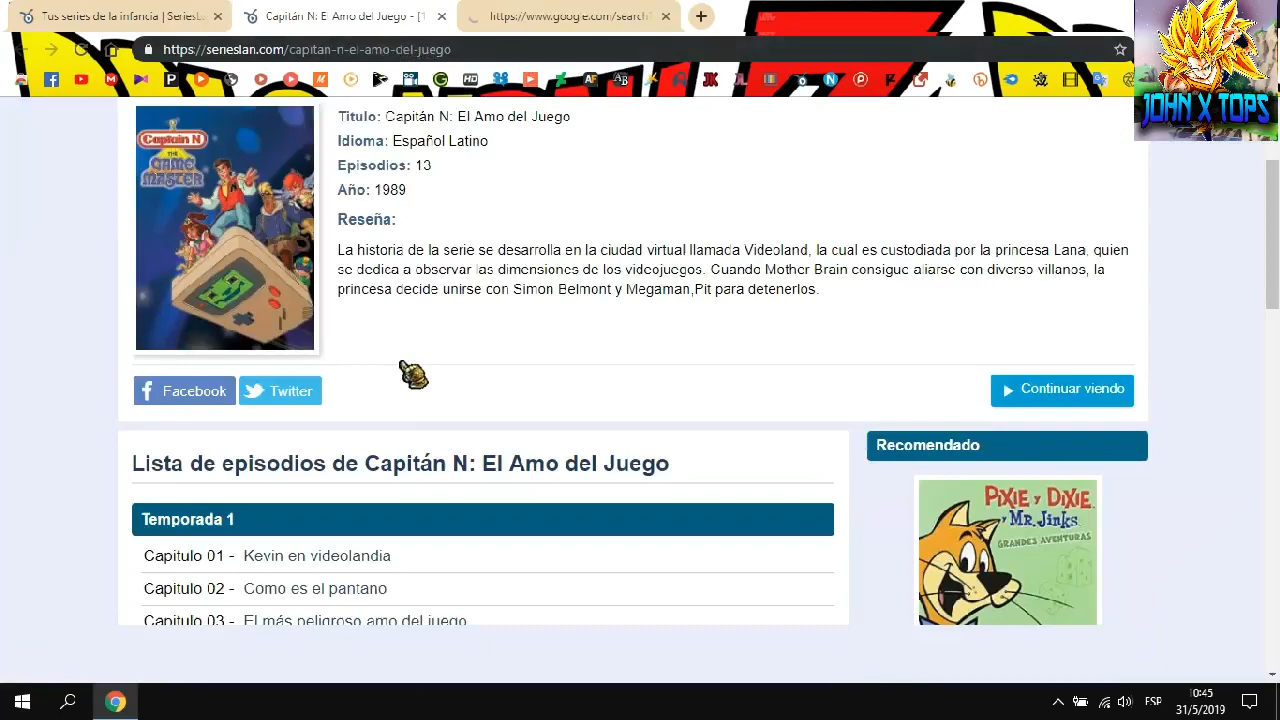 Tus series de la infancia | Serieslan
Capitán N: El Amo del Juego - [1
https://www.google.com/search
https://serieslan.com/capitan-n-el-amo-del-juego
JOHN X TOPS
Captain N
THE
GAME
MASTER
Titulo: Capitán N: El Amo del Juego
Idioma: Español Latino
Episodios: 13
Año: 1989
Reseña:
La historia de la serie se desarrolla en la ciudad virtual llamada Videoland, la cual es custodiada por la princesa Lana, quien
se dedica a observar las dimensiones de los videojuegos. Cuando Mother Brain consigue aliarse con diverso villanos, la
princesa decide unirse con Simon Belmont y Megaman,Pit para detenerlos.
Facebook
Twitter
Continuar viendo
Lista de episodios de Capitán N: El Amo del Juego
Temporada 1
Capitulo 01 - Kevin en videolandia
Capitulo 02 - Como es el pantano
Capitulo 03 - El más peligroso amo del juego
Recomendado
PIXIE Y DIXIE
Y MR. JINKS
GRANDES AVENTURAS
ESP
10:45
31/5/2019